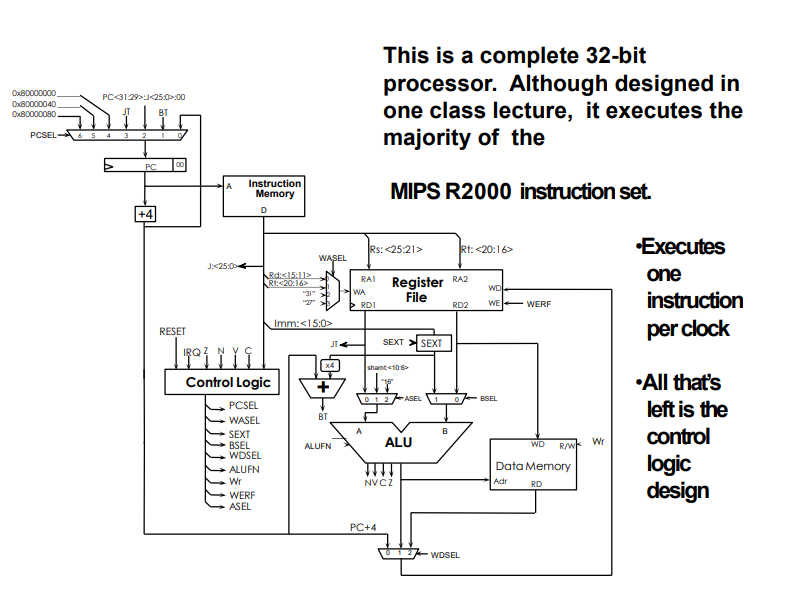 This is a complete 32-bit
processor. Although designed in
one class lecture, it executes the
majority of the
MIPS R2000 instruction set.
•Executes
one
instruction
per clock
•All that's
left is the
control
logic
design
0x80000000
0x80000040
0x80000080
PC<31:29>:J<25:0>:00
JT
BT
PCSEL
6 5 4 3 2 1 0
PC
00
+4
A
Instruction
Memory
D
Rs: <25:21>
Rt: <20:16>
J:<25:0>
WASEL
Rd:<15:11>
Rt:<20:16>
"31"
"27"
0
1
2
3
WA
RA1
RA2
Register
File
WD
WE
WERF
RD1
RD2
Imm: <15:0>
RESET
JT
SEXT
SEXT
IRQ Z N V C
x4
shamt:<10:6>
"16"
Control Logic
+
0 1 2
ASEL
1 0
BSEL
BT
PCSEL
WASEL
SEXT
BSEL
WDSEL
ALUFN
Wr
WERF
ASEL
A
B
ALU
ALUFN
NVCZ
WD
R/W
Wr
Data Memory
Adr
RD
PC+4
0 1 2
WDSEL